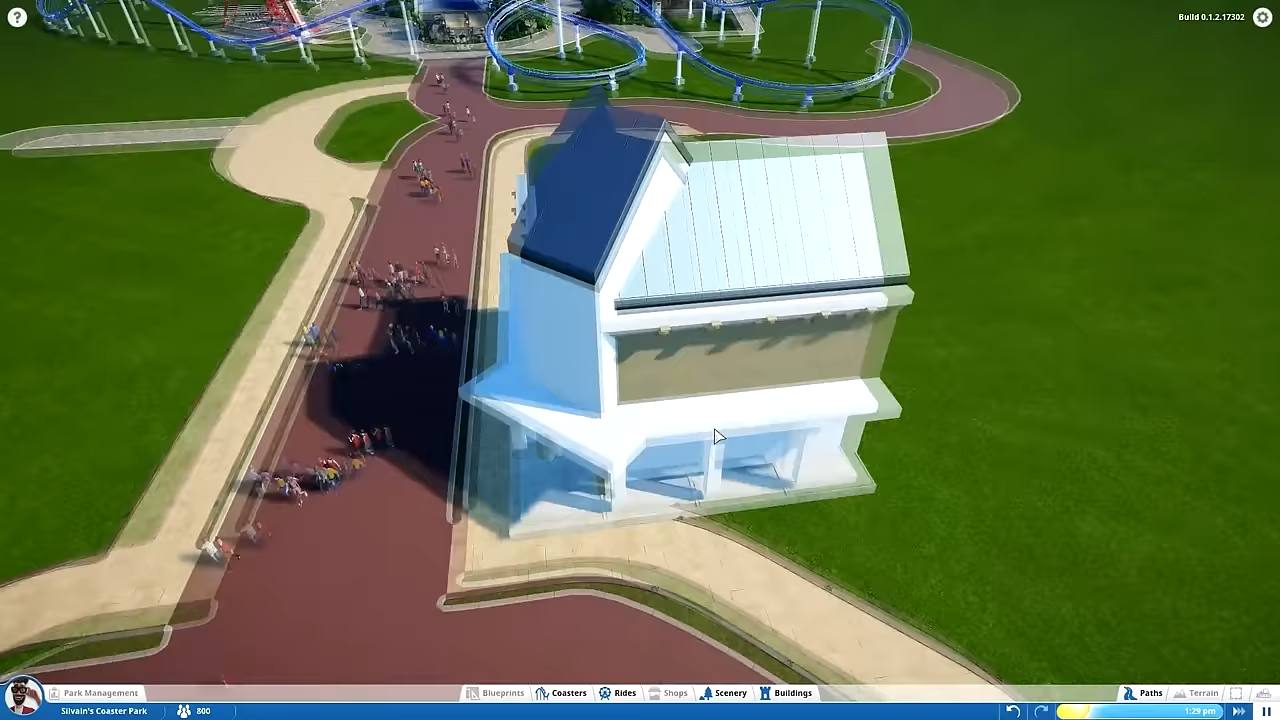 ?
Build 0.1.2.17302
Park Management
Blueprints
Coasters
Rides
Shops
Scenery
Buildings
Paths
Terrain
Silvain's Coaster Park
800
1:29 pm